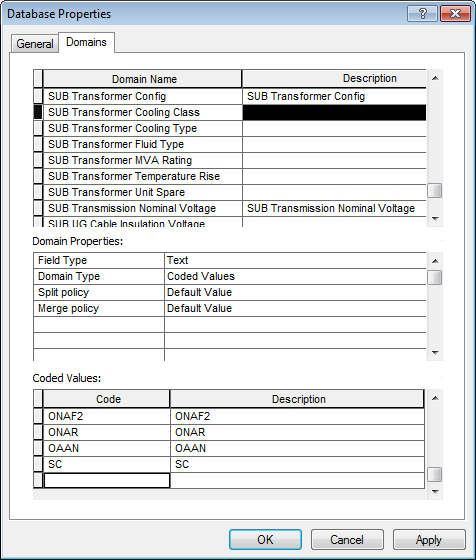 Database Properties
General Domains
Domain Name Description
SUB Transformer Config SUB Transformer Config
SUB Transformer Cooling Class
SUB Transformer Cooling Type
SUB Transformer Fluid Type
SUB Transformer MVA Rating
SUB Transformer Temperature Rise
SUB Transformer Unit Spare
SUB Transmission Nominal Voltage SUB Transmission Nominal Voltage
SUB UG Cable Insulation Voltage
Domain Properties:
Field Type Text
Domain Type Coded Values
Split policy Default Value
Merge policy Default Value
Coded Values:
Code Description
ONAF2 ONAF2
ONAR ONAR
OAAN OAAN
SC SC
OK Cancel Apply